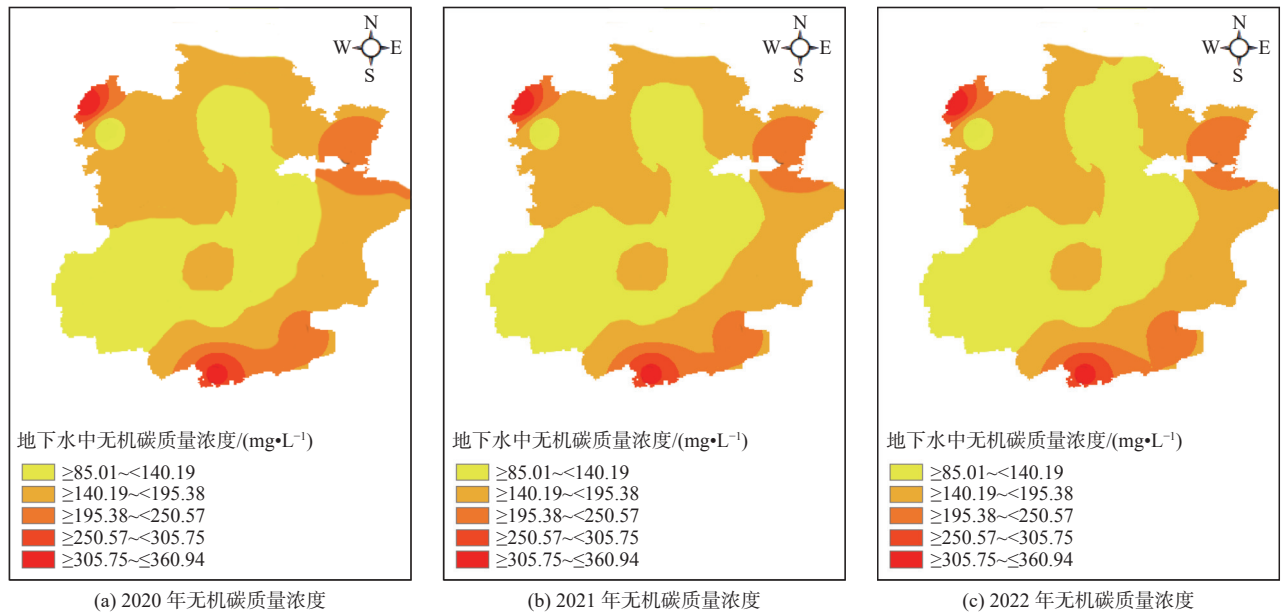 N
W E
S
地下水中无机碳质量浓度/(mg•L⁻¹)
≥85.01~<140.19
≥140.19~<195.38
≥195.38~<250.57
≥250.57~<305.75
≥305.75~≤360.94
(a) 2020 年无机碳质量浓度
N
W E
S
地下水中无机碳质量浓度/(mg•L⁻¹)
≥85.01~<140.19
≥140.19~<195.38
≥195.38~<250.57
≥250.57~<305.75
≥305.75~≤360.94
(b) 2021 年无机碳质量浓度
N
W E
S
地下水中无机碳质量浓度/(mg•L⁻¹)
≥85.01~<140.19
≥140.19~<195.38
≥195.38~<250.57
≥250.57~<305.75
≥305.75~≤360.94
(c) 2022 年无机碳质量浓度